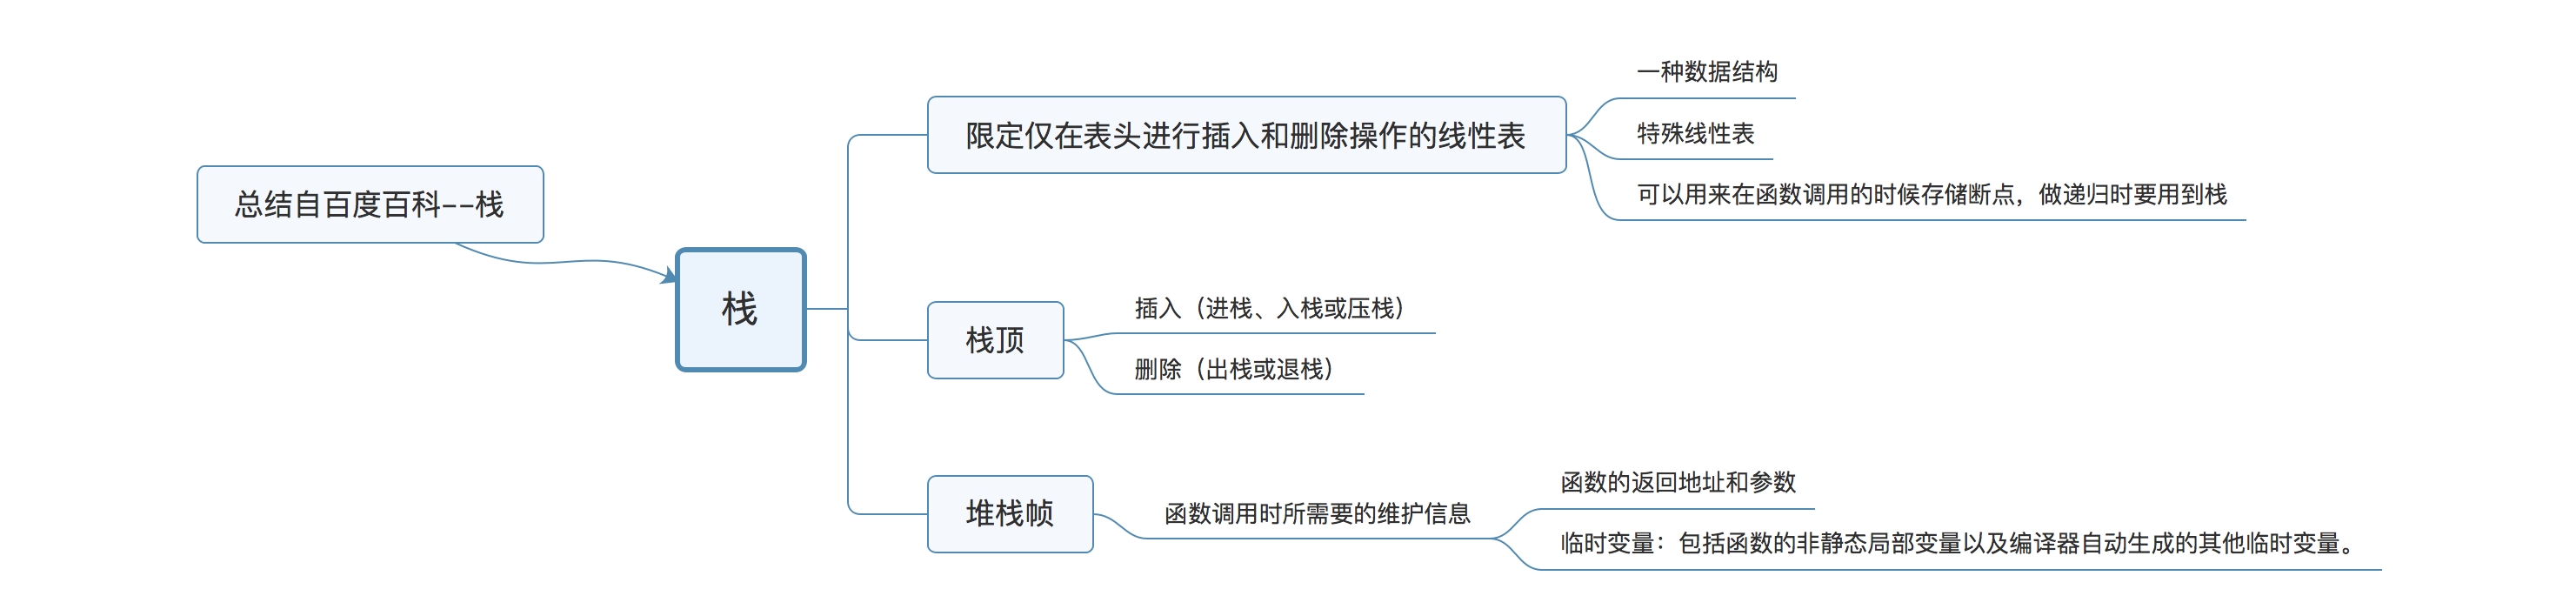 总结自百度百科--栈
栈
限定仅在表头进行插入和删除操作的线性表
一种数据结构
特殊线性表
可以用来在函数调用的时候存储断点，做递归时要用到栈
栈顶
插入（进栈、入栈或压栈）
删除（出栈或退栈）
堆栈帧
函数调用时所需要的维护信息
函数的返回地址和参数
临时变量：包括函数的非静态局部变量以及编译器自动生成的其他临时变量。